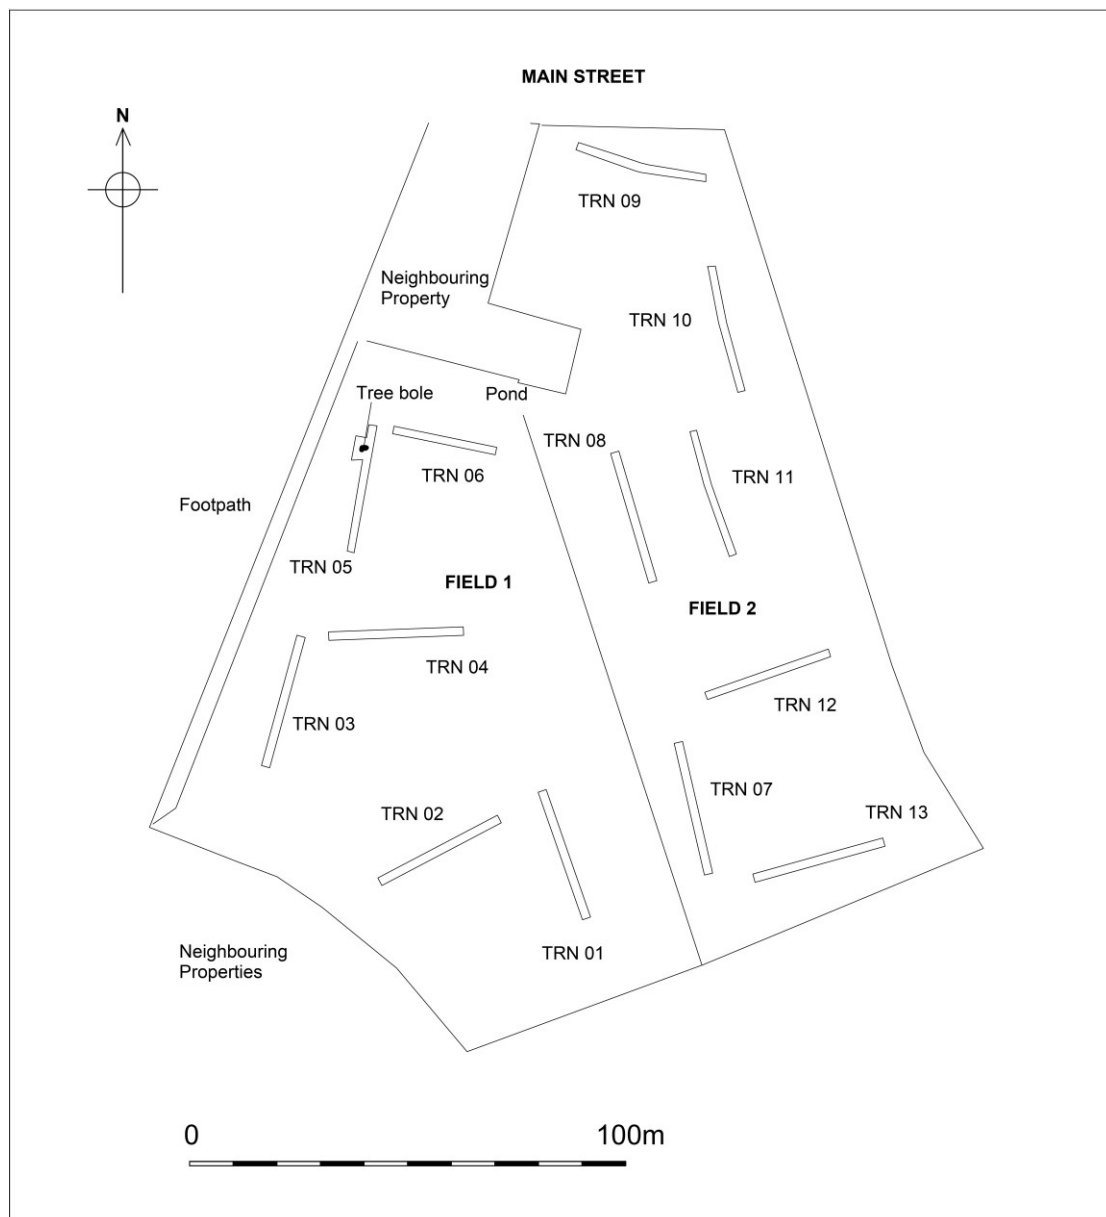 MAIN STREET
N
TRN 09
Neighbouring
Property
TRN 10
Tree bole
Pond
TRN 08
TRN 06
TRN 11
Footpath
TRN 05
FIELD 1
FIELD 2
TRN 04
TRN 12
TRN 03
TRN 07
TRN 02
TRN 13
Neighbouring
Properties
TRN 01
0
100m